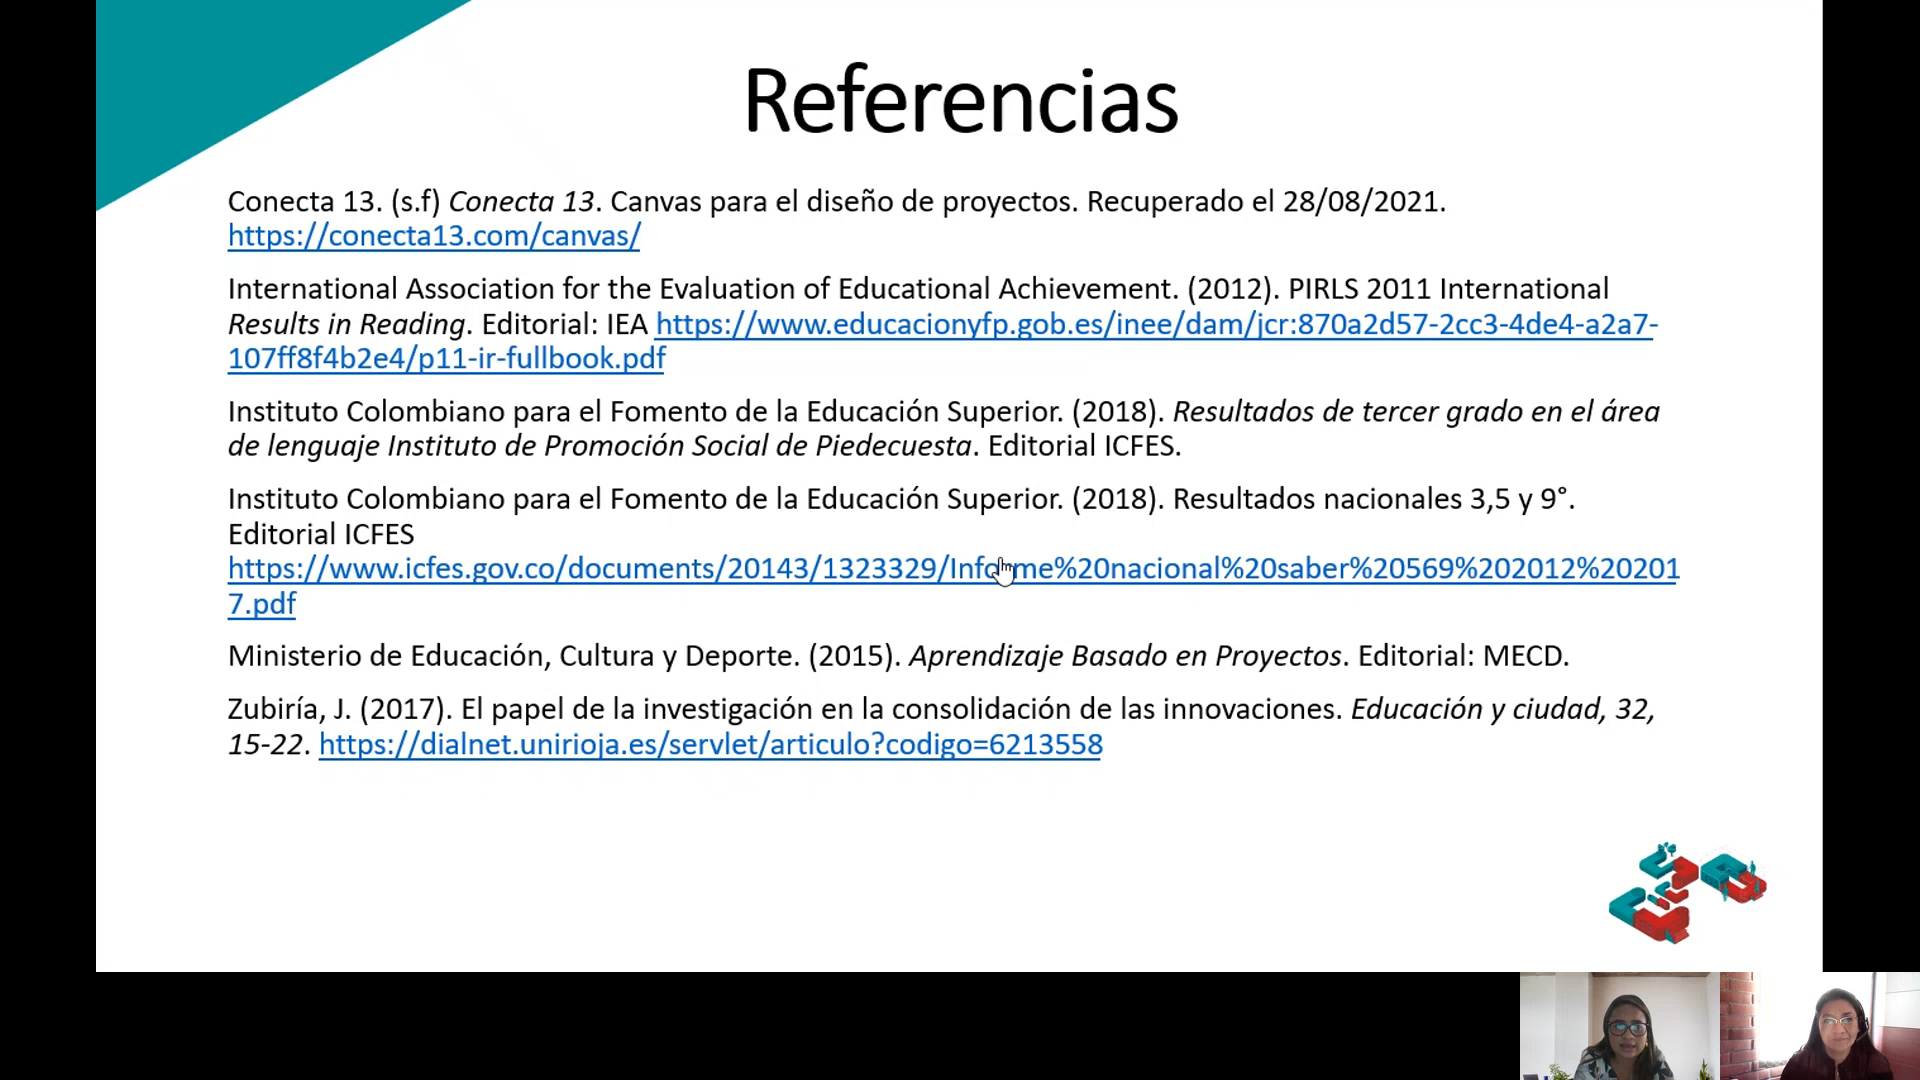 Referencias
Conecta 13. (s.f) Conecta 13. Canvas para el diseño de proyectos. Recuperado el 28/08/2021.
https://conecta13.com/canvas/
International Association for the Evaluation of Educational Achievement. (2012). PIRLS 2011 International
Results in Reading. Editorial: IEA https://www.educacionyfp.gob.es/inee/dam/jcr:870a2d57-2cc3-4de4-a2a7-
107ff8f4b2e4/p11-ir-fullbook.pdf
Instituto Colombiano para el Fomento de la Educación Superior. (2018). Resultados de tercer grado en el área
de lenguaje Instituto de Promoción Social de Piedecuesta. Editorial ICFES.
Instituto Colombiano para el Fomento de la Educación Superior. (2018). Resultados nacionales 3,5 y 9°.
Editorial ICFES
https://www.icfes.gov.co/documents/20143/1323329/Informe%20nacional%20saber%20569%202012%20201
7.pdf
Ministerio de Educación, Cultura y Deporte. (2015). Aprendizaje Basado en Proyectos. Editorial: MECD.
Zubiría, J. (2017). El papel de la investigación en la consolidación de las innovaciones. Educación y ciudad, 32,
15-22. https://dialnet.unirioja.es/servlet/articulo?codigo=6213558